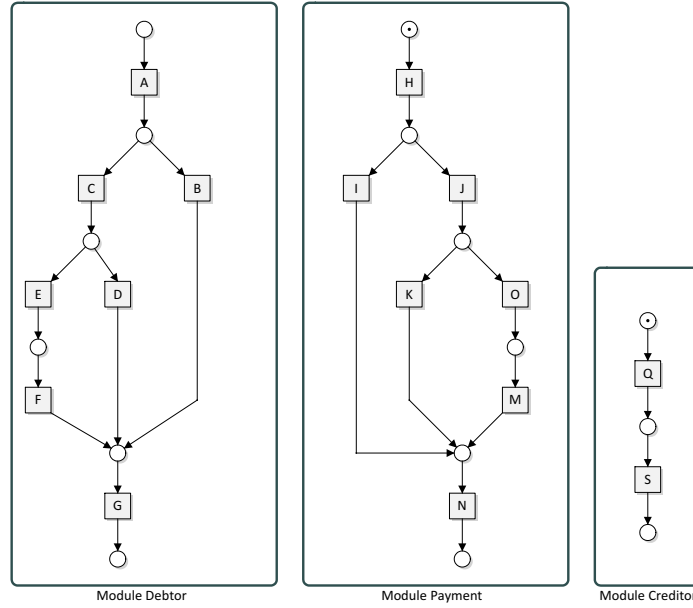 A
H
C
B
I
J
E
D
K
O
Q
F
M
S
G
N
Module Debtor
Module Payment
Module Creditor